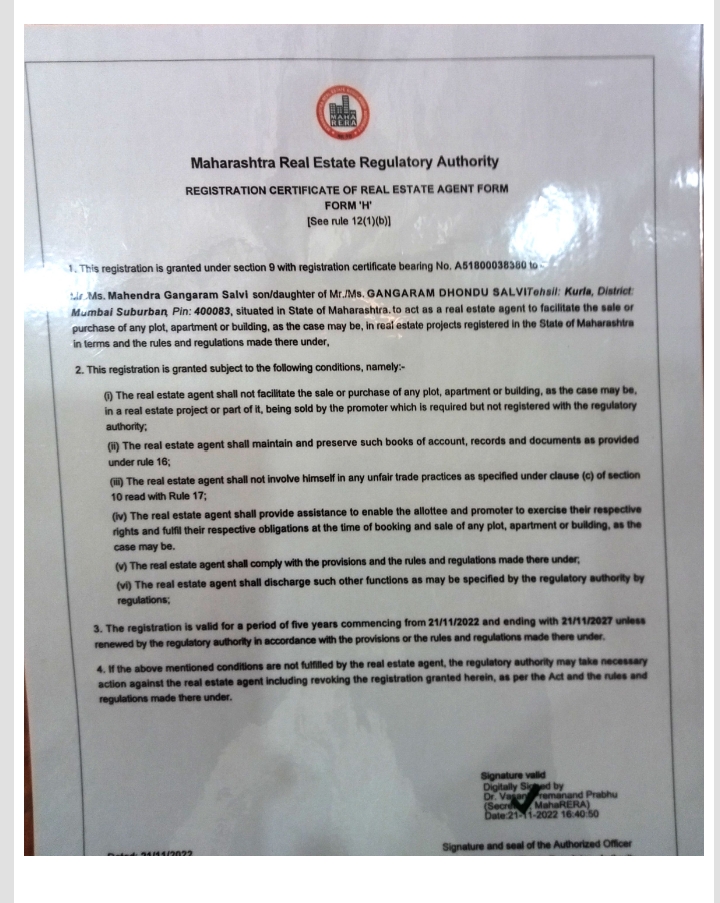 MAHA
RERA
Maharashtra Real Estate Regulatory Authority
REGISTRATION CERTIFICATE OF REAL ESTATE AGENT FORM
FORM 'H'
[See rule 12(1)(b)]
1. This registration is granted under section 9 with registration certificate bearing No. A51800038380 to
Mr./Ms. Mahendra Gangaram Salvi son/daughter of Mr./Ms. GANGARAM DHONDU SALVITehsil: Kurla, District:
Mumbai Suburban, Pin: 400083, situated in State of Maharashtra. to act as a real estate agent to facilitate the sale or
purchase of any plot, apartment or building, as the case may be, in real estate projects registered in the State of Maharashtra
in terms and the rules and regulations made there under,
2. This registration is granted subject to the following conditions, namely:-
(i) The real estate agent shall not facilitate the sale or purchase of any plot, apartment or building, as the case may be,
in a real estate project or part of it, being sold by the promoter which is required but not registered with the regulatory
authority;
(ii) The real estate agent shall maintain and preserve such books of account, records and documents as provided
under rule 16;
(iii) The real estate agent shall not involve himself in any unfair trade practices as specified under clause (c) of section
10 read with Rule 17;
(iv) The real estate agent shall provide assistance to enable the allottee and promoter to exercise their respective
rights and fulfil their respective obligations at the time of booking and sale of any plot, apartment or building, as the
case may be.
(v) The real estate agent shall comply with the provisions and the rules and regulations made there under;
(vi) The real estate agent shall discharge such other functions as may be specified by the regulatory authority by
regulations;
3. The registration is valid for a period of five years commencing from 21/11/2022 and ending with 21/11/2027 unless
renewed by the regulatory authority in accordance with the provisions or the rules and regulations made there under.
4. If the above mentioned conditions are not fulfilled by the real estate agent, the regulatory authority may take necessary
action against the real estate agent including revoking the registration granted herein, as per the Act and the rules and
regulations made there under.
Signature valid
Digitally Signed by
Dr. Vasant Premanand Prabhu
(Secretary, MahaRERA)
Date:21-11-2022 16:40:50
Dated: 21/11/2022
Signature and seal of the Authorized Officer